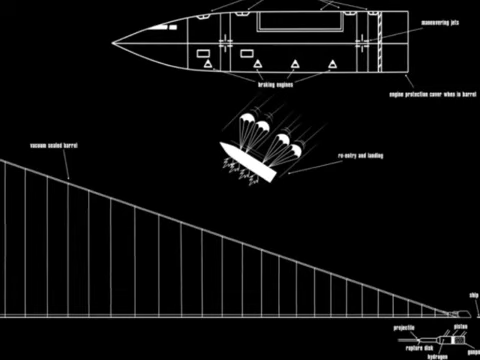 maneuvering jets
braking engines
engine protection cover when in barrel
vacuum sealed barrel
re-entry and landing
ship
projectile
piston
rupture disk
hydrogen